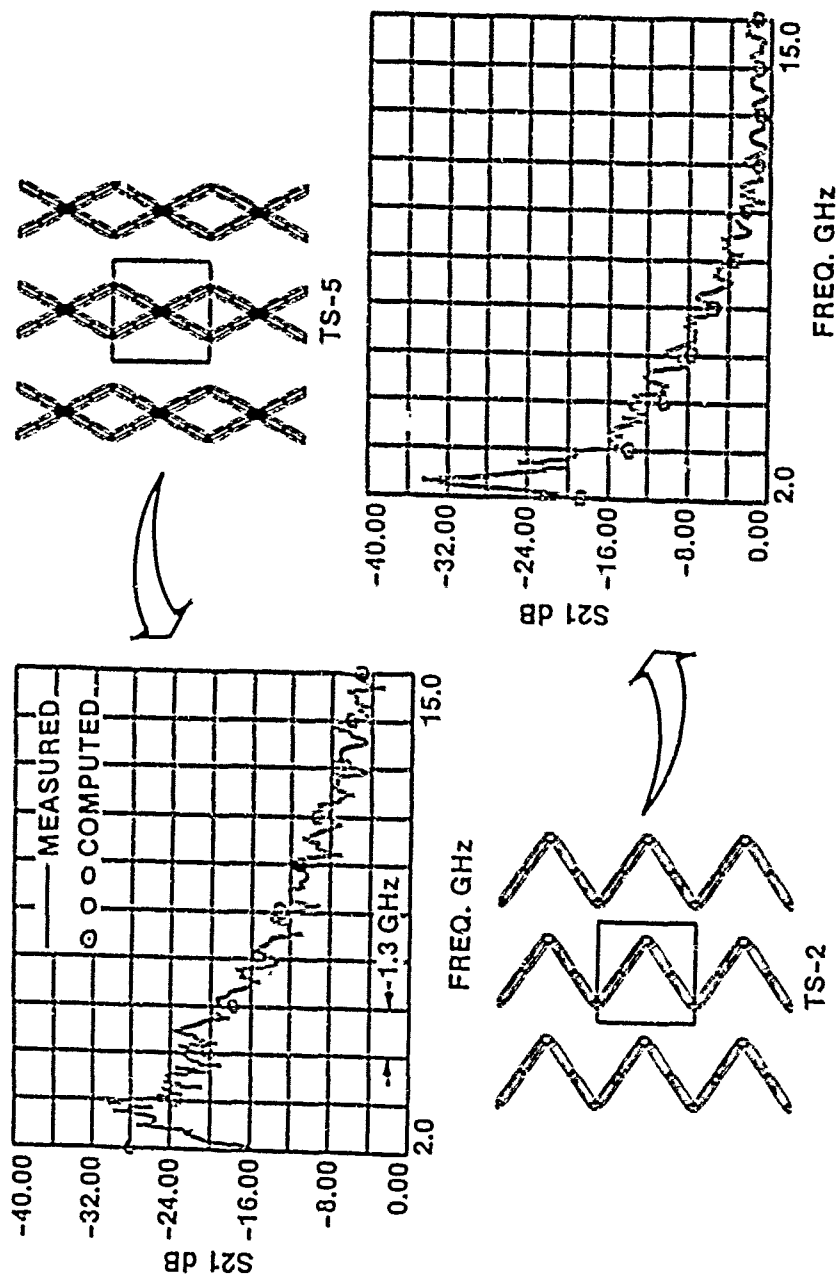 -40.00
-32.00
-24.00
-16.00
-8.00
0.00
S21 dB
MEASURED
COMPUTED
1.3 GHz
2.0
15.0
FREQ. GHz
TS-5
TS-2
-40.00
-32.00
-24.00
-16.00
-8.00
0.00
S21 dB
2.0
15.0
FREQ. GHz